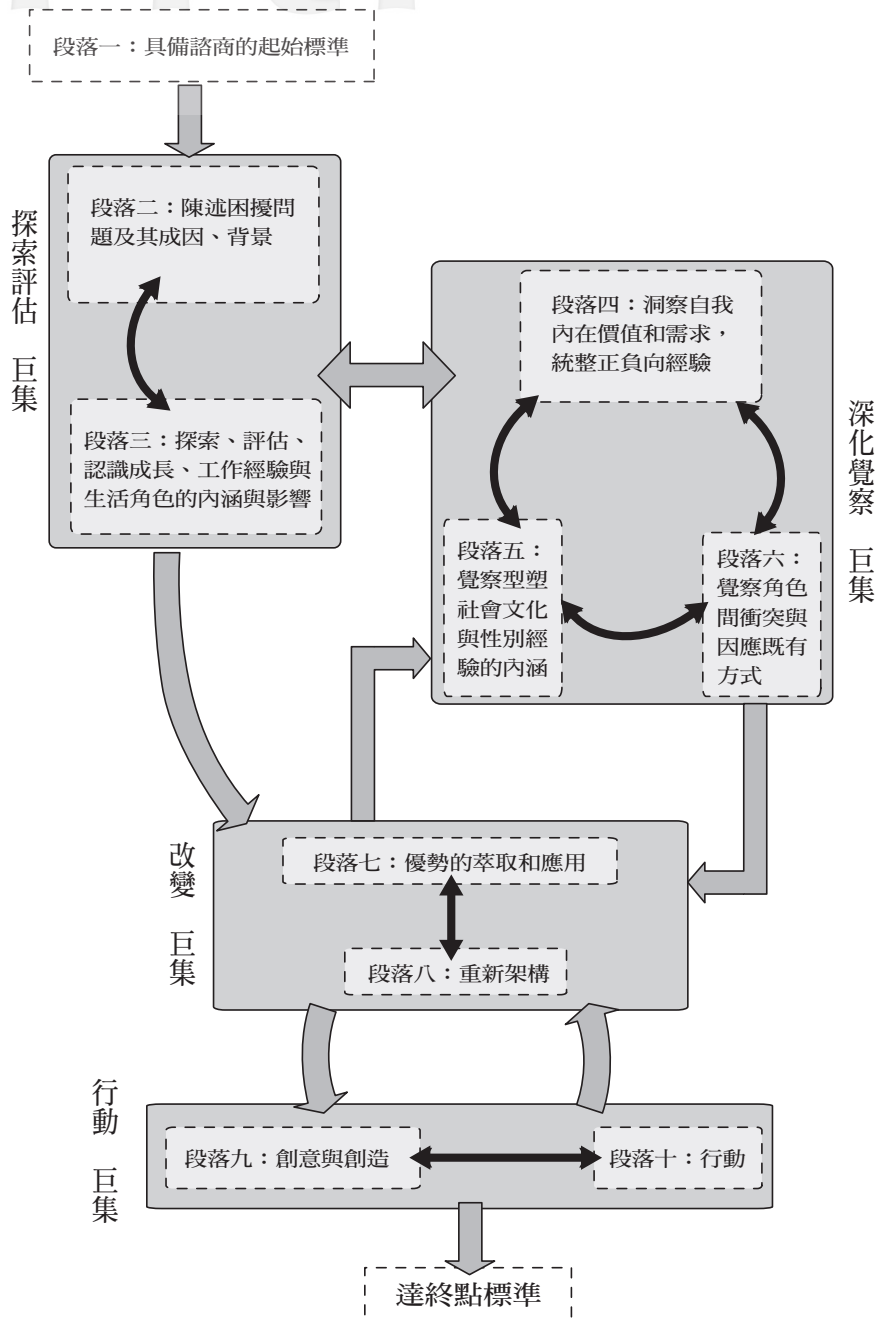 段落一：具備諮商的起始標準
探索評估　巨集
段落二：陳述困擾問
題及其成因、背景
段落三：探索、評估、
認識成長、工作經驗與
生活角色的內涵與影響
深化覺察　巨集
段落四：洞察自我
內在價值和需求，
統整正負向經驗
段落五：
覺察型塑
社會文化
與性別經
驗的內涵
段落六：
覺察角色
間衝突與
因應既有
方式
改變　巨集
段落七：優勢的萃取和應用
段落八：重新架構
行動　巨集
段落九：創意與創造
段落十：行動
達終點標準